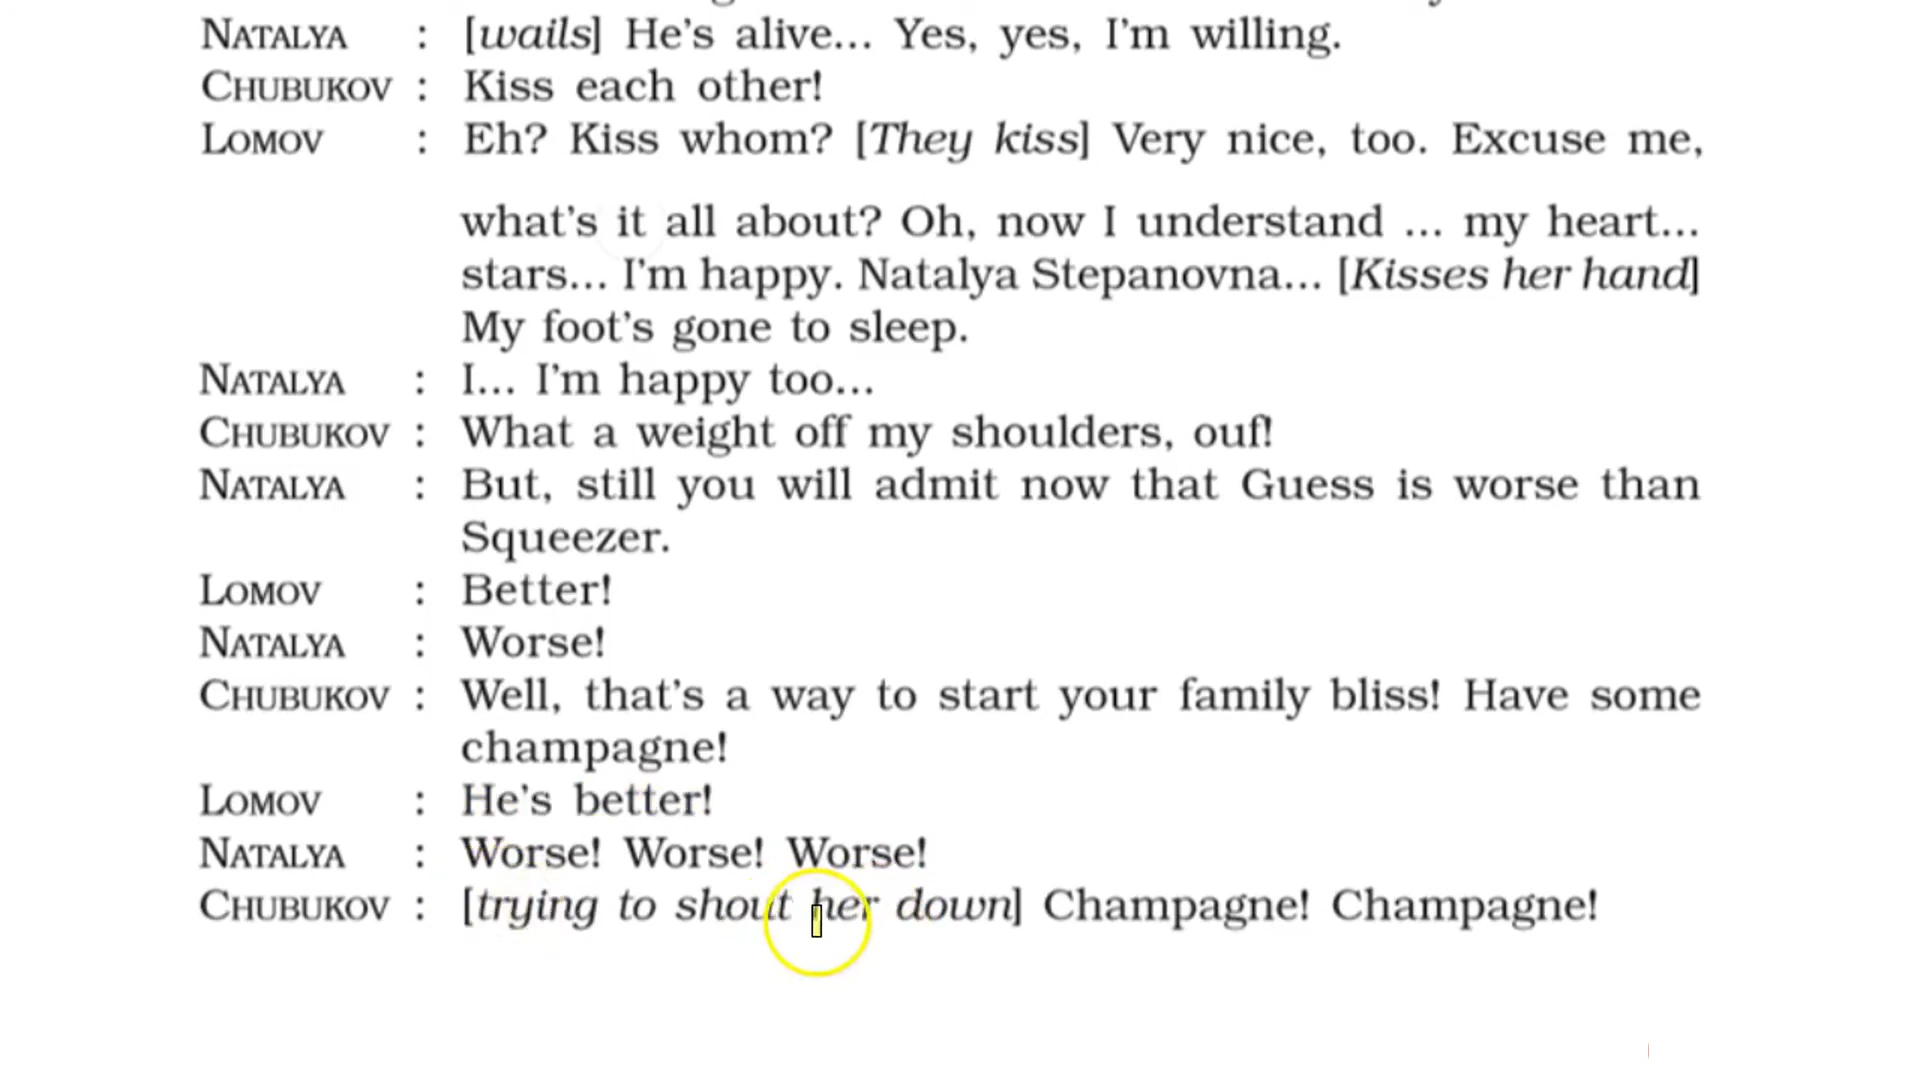 NATALYA : [wails] He's alive... Yes, yes, I'm willing.
CHUBUKOV : Kiss each other!
LOMOV : Eh? Kiss whom? [They kiss] Very nice, too. Excuse me,
what's it all about? Oh, now I understand ... my heart...
stars... I'm happy. Natalya Stepanovna... [Kisses her hand]
My foot's gone to sleep.
NATALYA : I... I'm happy too...
CHUBUKOV : What a weight off my shoulders, ouf!
NATALYA : But, still you will admit now that Guess is worse than
Squeezer.
LOMOV : Better!
NATALYA : Worse!
CHUBUKOV : Well, that's a way to start your family bliss! Have some
champagne!
LOMOV : He's better!
NATALYA : Worse! Worse! Worse!
CHUBUKOV : [trying to shout her down] Champagne! Champagne!